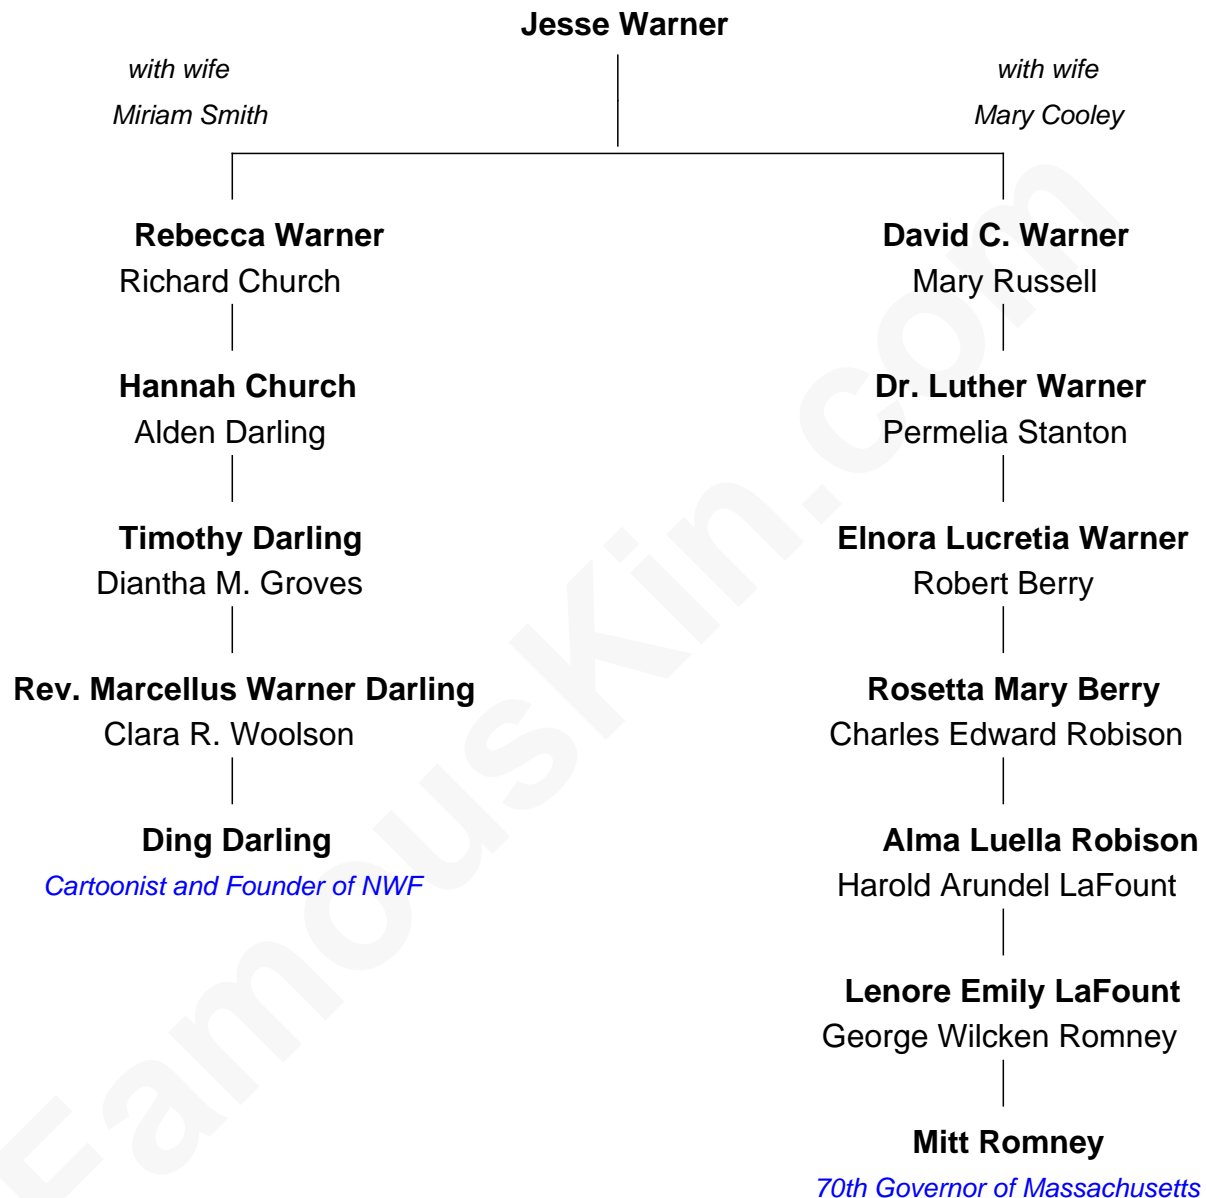 Jesse Warner
with wife
Miriam Smith
with wife
Mary Cooley
Rebecca Warner
Richard Church
David C. Warner
Mary Russell
Hannah Church
Alden Darling
Dr. Luther Warner
Permelia Stanton
Timothy Darling
Diantha M. Groves
Elnora Lucretia Warner
Robert Berry
Rev. Marcellus Warner Darling
Clara R. Woolson
Rosetta Mary Berry
Charles Edward Robison
Ding Darling
Cartoonist and Founder of NWF
Alma Luella Robison
Harold Arundel LaFount
Lenore Emily LaFount
George Wilcken Romney
Mitt Romney
70th Governor of Massachusetts
FamousKin.com